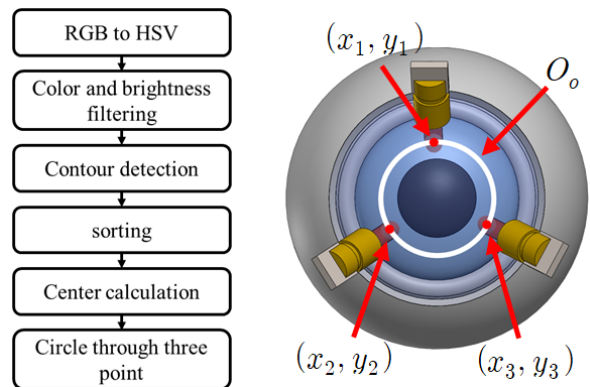 RGB to HSV
Color and brightness
filtering
Contour detection
sorting
Center calculation
Circle through three
point
(x₁, y₁)
Oₒ
(x₂, y₂)
(x₃, y₃)